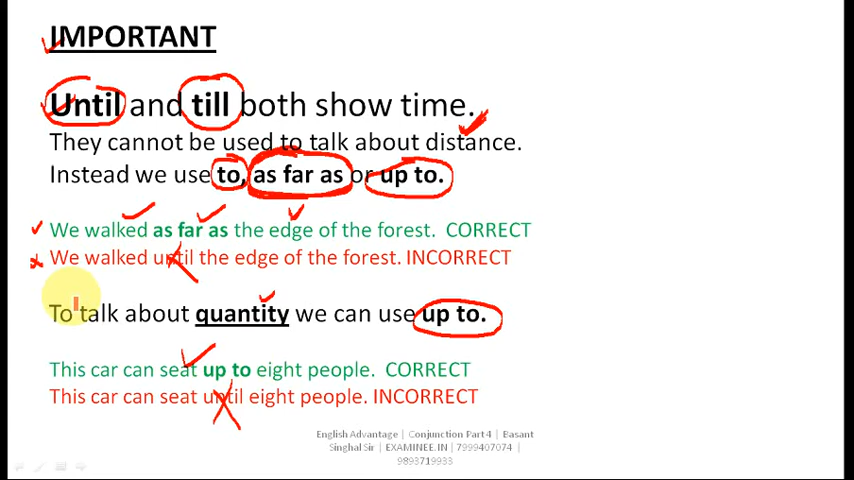 IMPORTANT
Until and till both show time.
They cannot be used to talk about distance.
Instead we use to, as far as or up to.
We walked as far as the edge of the forest. CORRECT
We walked until the edge of the forest. INCORRECT
To talk about quantity we can use up to.
This car can seat up to eight people. CORRECT
This car can seat until eight people. INCORRECT
English Advantage | Conjunction Part 4 | Basant
Singhal Sir | EXAMINEE.IN | 7999407074 |
9893719933